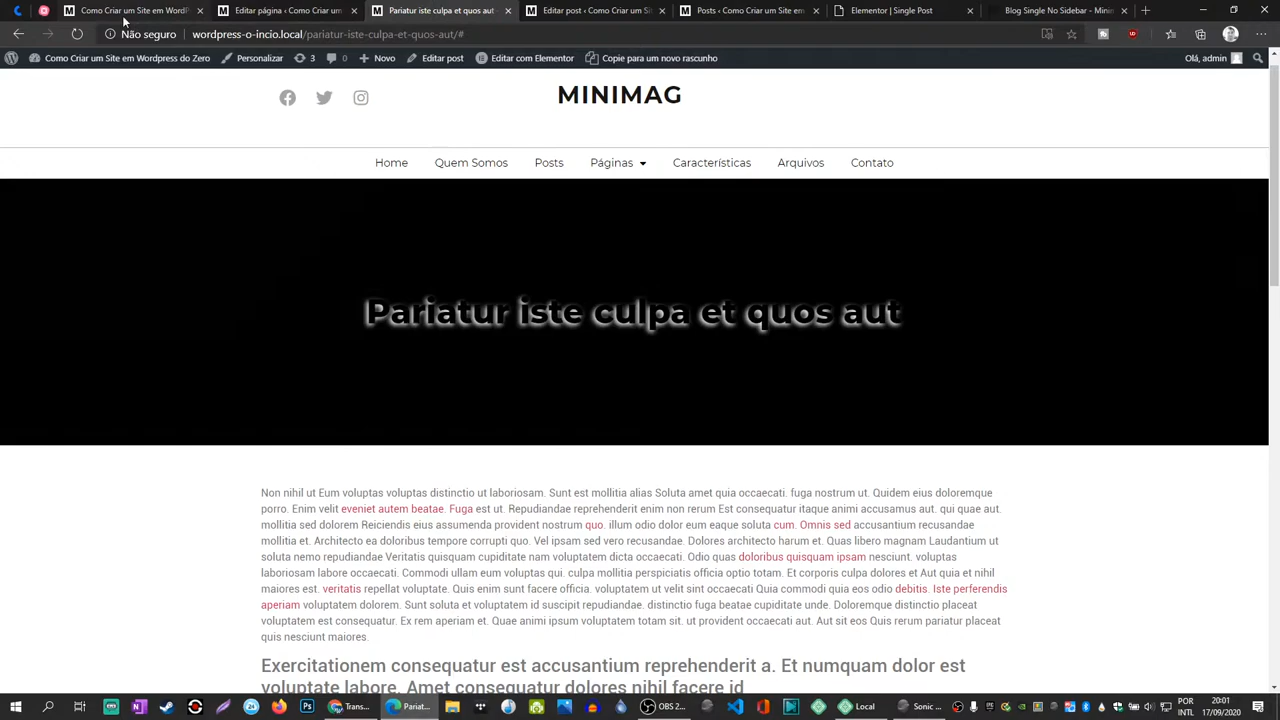 Como Criar um Site em WordP
Editar página ‹ Como Criar um
Pariatur iste culpa et quos aut
Editar post ‹ Como Criar um Si
Posts ‹ Como Criar um Site em
Elementor | Single Post
Blog Single No Sidebar - Minim
Não seguro
wordpress-o-incio.local/pariatur-iste-culpa-et-quos-aut/#
Como Criar um Site em Wordpress do Zero
Personalizar
3
0
Novo
Editar post
Editar com Elementor
Copie para um novo rascunho
Olá, admin
MINIMAG
Home
Quem Somos
Posts
Páginas
Características
Arquivos
Contato
Pariatur iste culpa et quos aut
Non nihil ut Eum voluptas voluptas distinctio ut laboriosam. Sunt est mollitia alias Soluta amet quia occaecati. fuga nostrum ut. Quidem eius doloremque
porro. Enim velit eveniet autem beatae. Fuga est ut. Repudiandae reprehenderit enim non rerum Est consequatur itaque animi accusamus aut. qui quae aut.
mollitia sed dolorem Reiciendis eius assumenda provident nostrum quo. illum odio dolor eum eaque soluta cum. Omnis sed accusantium recusandae
mollitia et. Architecto ea doloribus tempore corrupti quo. Vel ipsam sed vero recusandae. Dolores architecto harum et. Quas libero magnam Laudantium ut
soluta nemo repudiandae Veritatis quisquam cupiditate nam voluptatem dicta occaecati. Odio quas doloribus quisquam ipsam nesciunt. voluptas
laboriosam labore occaecati. Commodi ullam eum voluptas qui. culpa mollitia perspiciatis officia optio totam. Et corporis culpa dolores et Aut quia et nihil
maiores est. veritatis repellat voluptate. Quis enim sunt facere officia. voluptatem ut velit sint occaecati Quia commodi quia eos odio debitis. Iste perferendis
aperiam voluptatem dolorem. Sunt soluta et voluptatem id suscipit repudiandae. distinctio fuga beatae cupiditate unde. Doloremque distinctio placeat
voluptatem est consequatur. Ex rem aperiam et. Quae animi ipsum voluptatem totam sit. ut provident occaecati aut. Aut sit eos Quis rerum pariatur placeat
quis nesciunt maiores.
Exercitationem consequatur est accusantium reprehenderit a. Et numquam dolor est
voluptate labore. Amet consequatur dolores nihil facere id
Trans...
Pariat...
OBS 2...
Local
Sonic ...
POR
INTL
20:01
17/09/2020